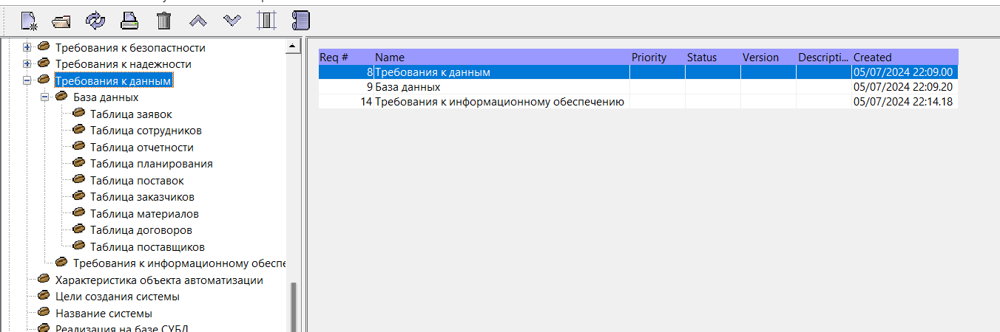 Требования к безопастности
Требования к надежности
Требования к данным
База данных
Таблица заявок
Таблица сотрудников
Таблица отчетности
Таблица планирования
Таблица поставок
Таблица заказчиков
Таблица материалов
Таблица договоров
Таблица поставщиков
Требования к информационному обеспе
Характеристика объекта автоматизации
Цели создания системы
Название системы
Реализация на базе СУБД
Req # Name Priority Status Version Descripti... Created
8 Требования к данным 05/07/2024 22:09.00
9 База данных 05/07/2024 22:09.20
14 Требования к информационному обеспечению 05/07/2024 22:14.18